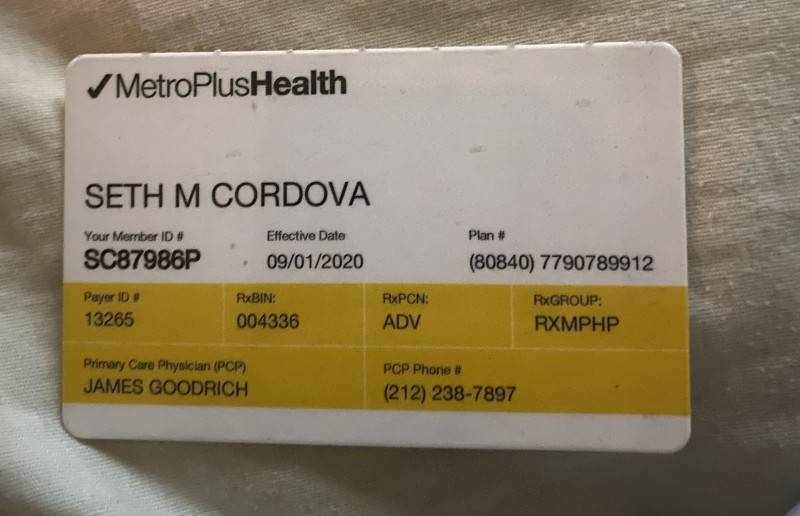 ✓MetroPlusHealth
SETH M CORDOVA
Your Member ID # Effective Date Plan #
SC87986P 09/01/2020 (80840) 7790789912
Payer ID # RxBIN: RxPCN: RxGROUP:
13265 004336 ADV RXMPHP
Primary Care Physician (PCP) PCP Phone #
JAMES GOODRICH (212) 238-7897